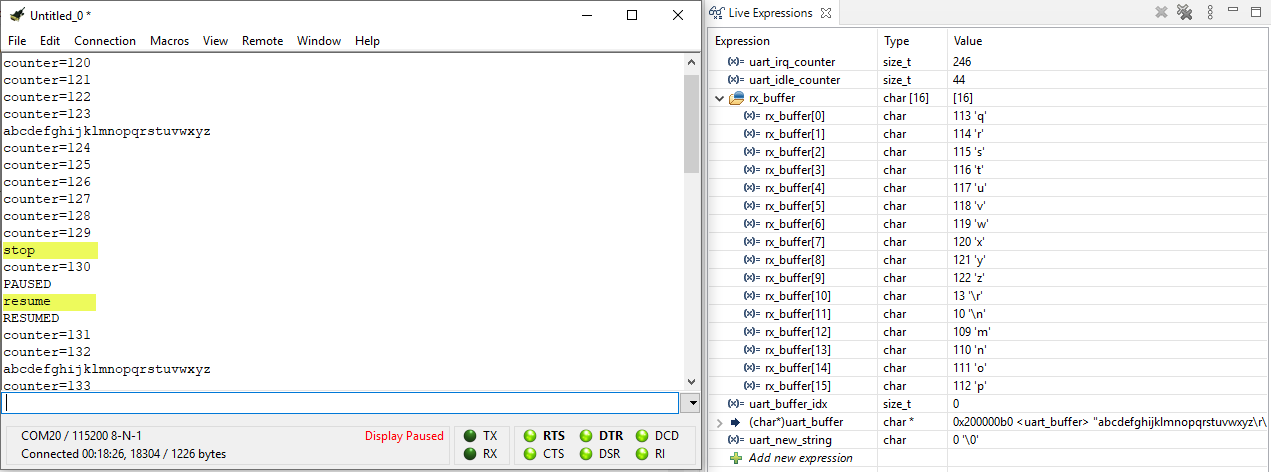 Untitled_0 *
File Edit Connection Macros View Remote Window Help
counter=120
counter=121
counter=122
counter=123
abcdefghijklmnopqrstuvwxyz
counter=124
counter=125
counter=126
counter=127
counter=128
counter=129
stop
counter=130
PAUSED
resume
RESUMED
counter=131
counter=132
abcdefghijklmnopqrstuvwxyz
counter=133
COM20 / 115200 8-N-1 Display Paused TX RTS DTR DCD
Connected 00:18:26, 18304 / 1226 bytes RX CTS DSR RI
Live Expressions
Expression Type Value
(x)= uart_irq_counter size_t 246
(x)= uart_idle_counter size_t 44
rx_buffer char [16] [16]
(x)= rx_buffer[0] char 113 'q'
(x)= rx_buffer[1] char 114 'r'
(x)= rx_buffer[2] char 115 's'
(x)= rx_buffer[3] char 116 't'
(x)= rx_buffer[4] char 117 'u'
(x)= rx_buffer[5] char 118 'v'
(x)= rx_buffer[6] char 119 'w'
(x)= rx_buffer[7] char 120 'x'
(x)= rx_buffer[8] char 121 'y'
(x)= rx_buffer[9] char 122 'z'
(x)= rx_buffer[10] char 13 '\r'
(x)= rx_buffer[11] char 10 '\n'
(x)= rx_buffer[12] char 109 'm'
(x)= rx_buffer[13] char 110 'n'
(x)= rx_buffer[14] char 111 'o'
(x)= rx_buffer[15] char 112 'p'
(x)= uart_buffer_idx size_t 0
(char*)uart_buffer char * 0x200000b0 <uart_buffer> "abcdefghijklmnopqrstuvwxyz\r\
(x)= uart_new_string char 0 '\0'
Add new expression